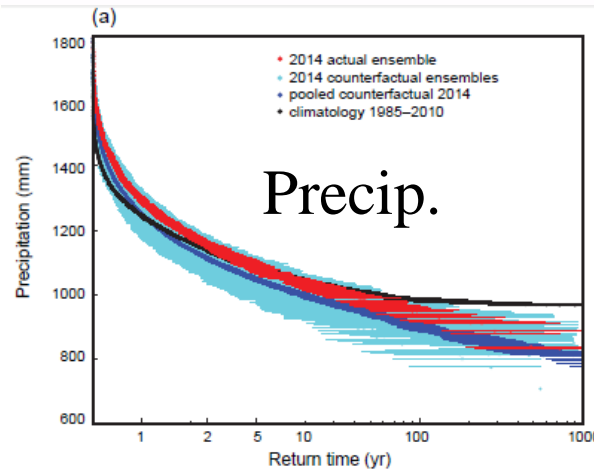 (a)
1800
1600
1400
1200
1000
800
600
Precipitation (mm)
2014 actual ensemble
2014 counterfactual ensembles
pooled counterfactual 2014
climatology 1985–2010
Precip.
1 2 5 10 100 100
Return time (yr)